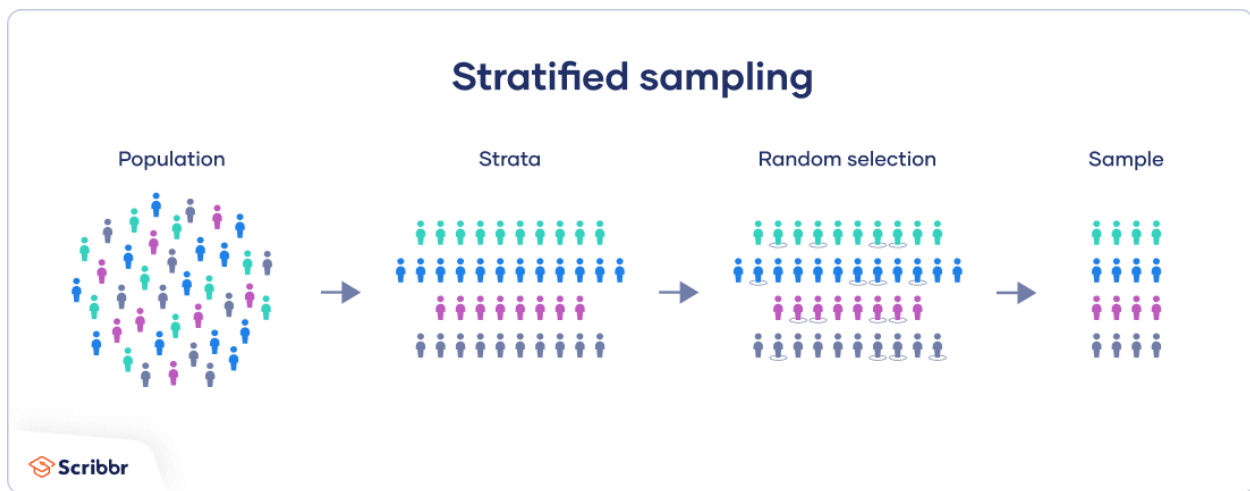 Stratified sampling
Population
Strata
Random selection
Sample
Scribbr